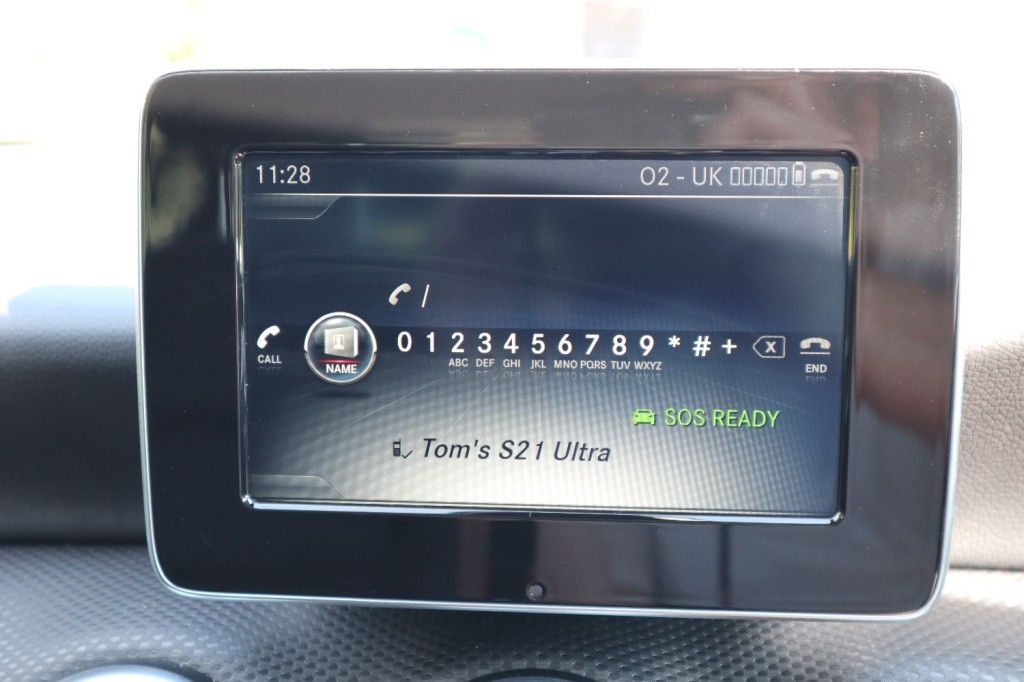 11:28 O2 - UK
/
CALL NAME 0 1 2 3 4 5 6 7 8 9 * # + X END
ABC DEF GHI JKL MNO PQRS TUV WXYZ
SOS READY
Tom's S21 Ultra